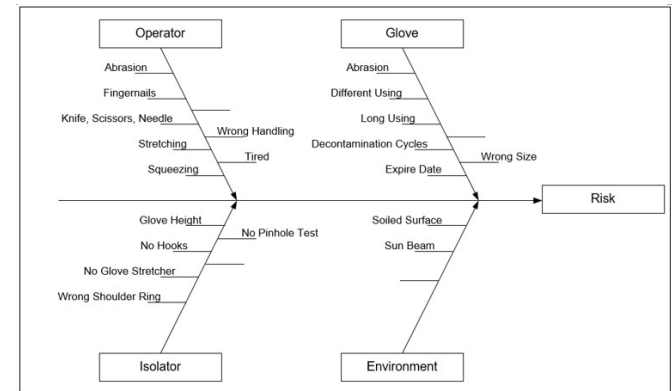 Operator
Glove
Abrasion
Fingernails
Knife, Scissors, Needle
Wrong Handling
Stretching
Tired
Squeezing
Abrasion
Different Using
Long Using
Decontamination Cycles
Wrong Size
Expire Date
Risk
Glove Height
No Pinhole Test
No Hooks
No Glove Stretcher
Wrong Shoulder Ring
Soiled Surface
Sun Beam
Isolator
Environment